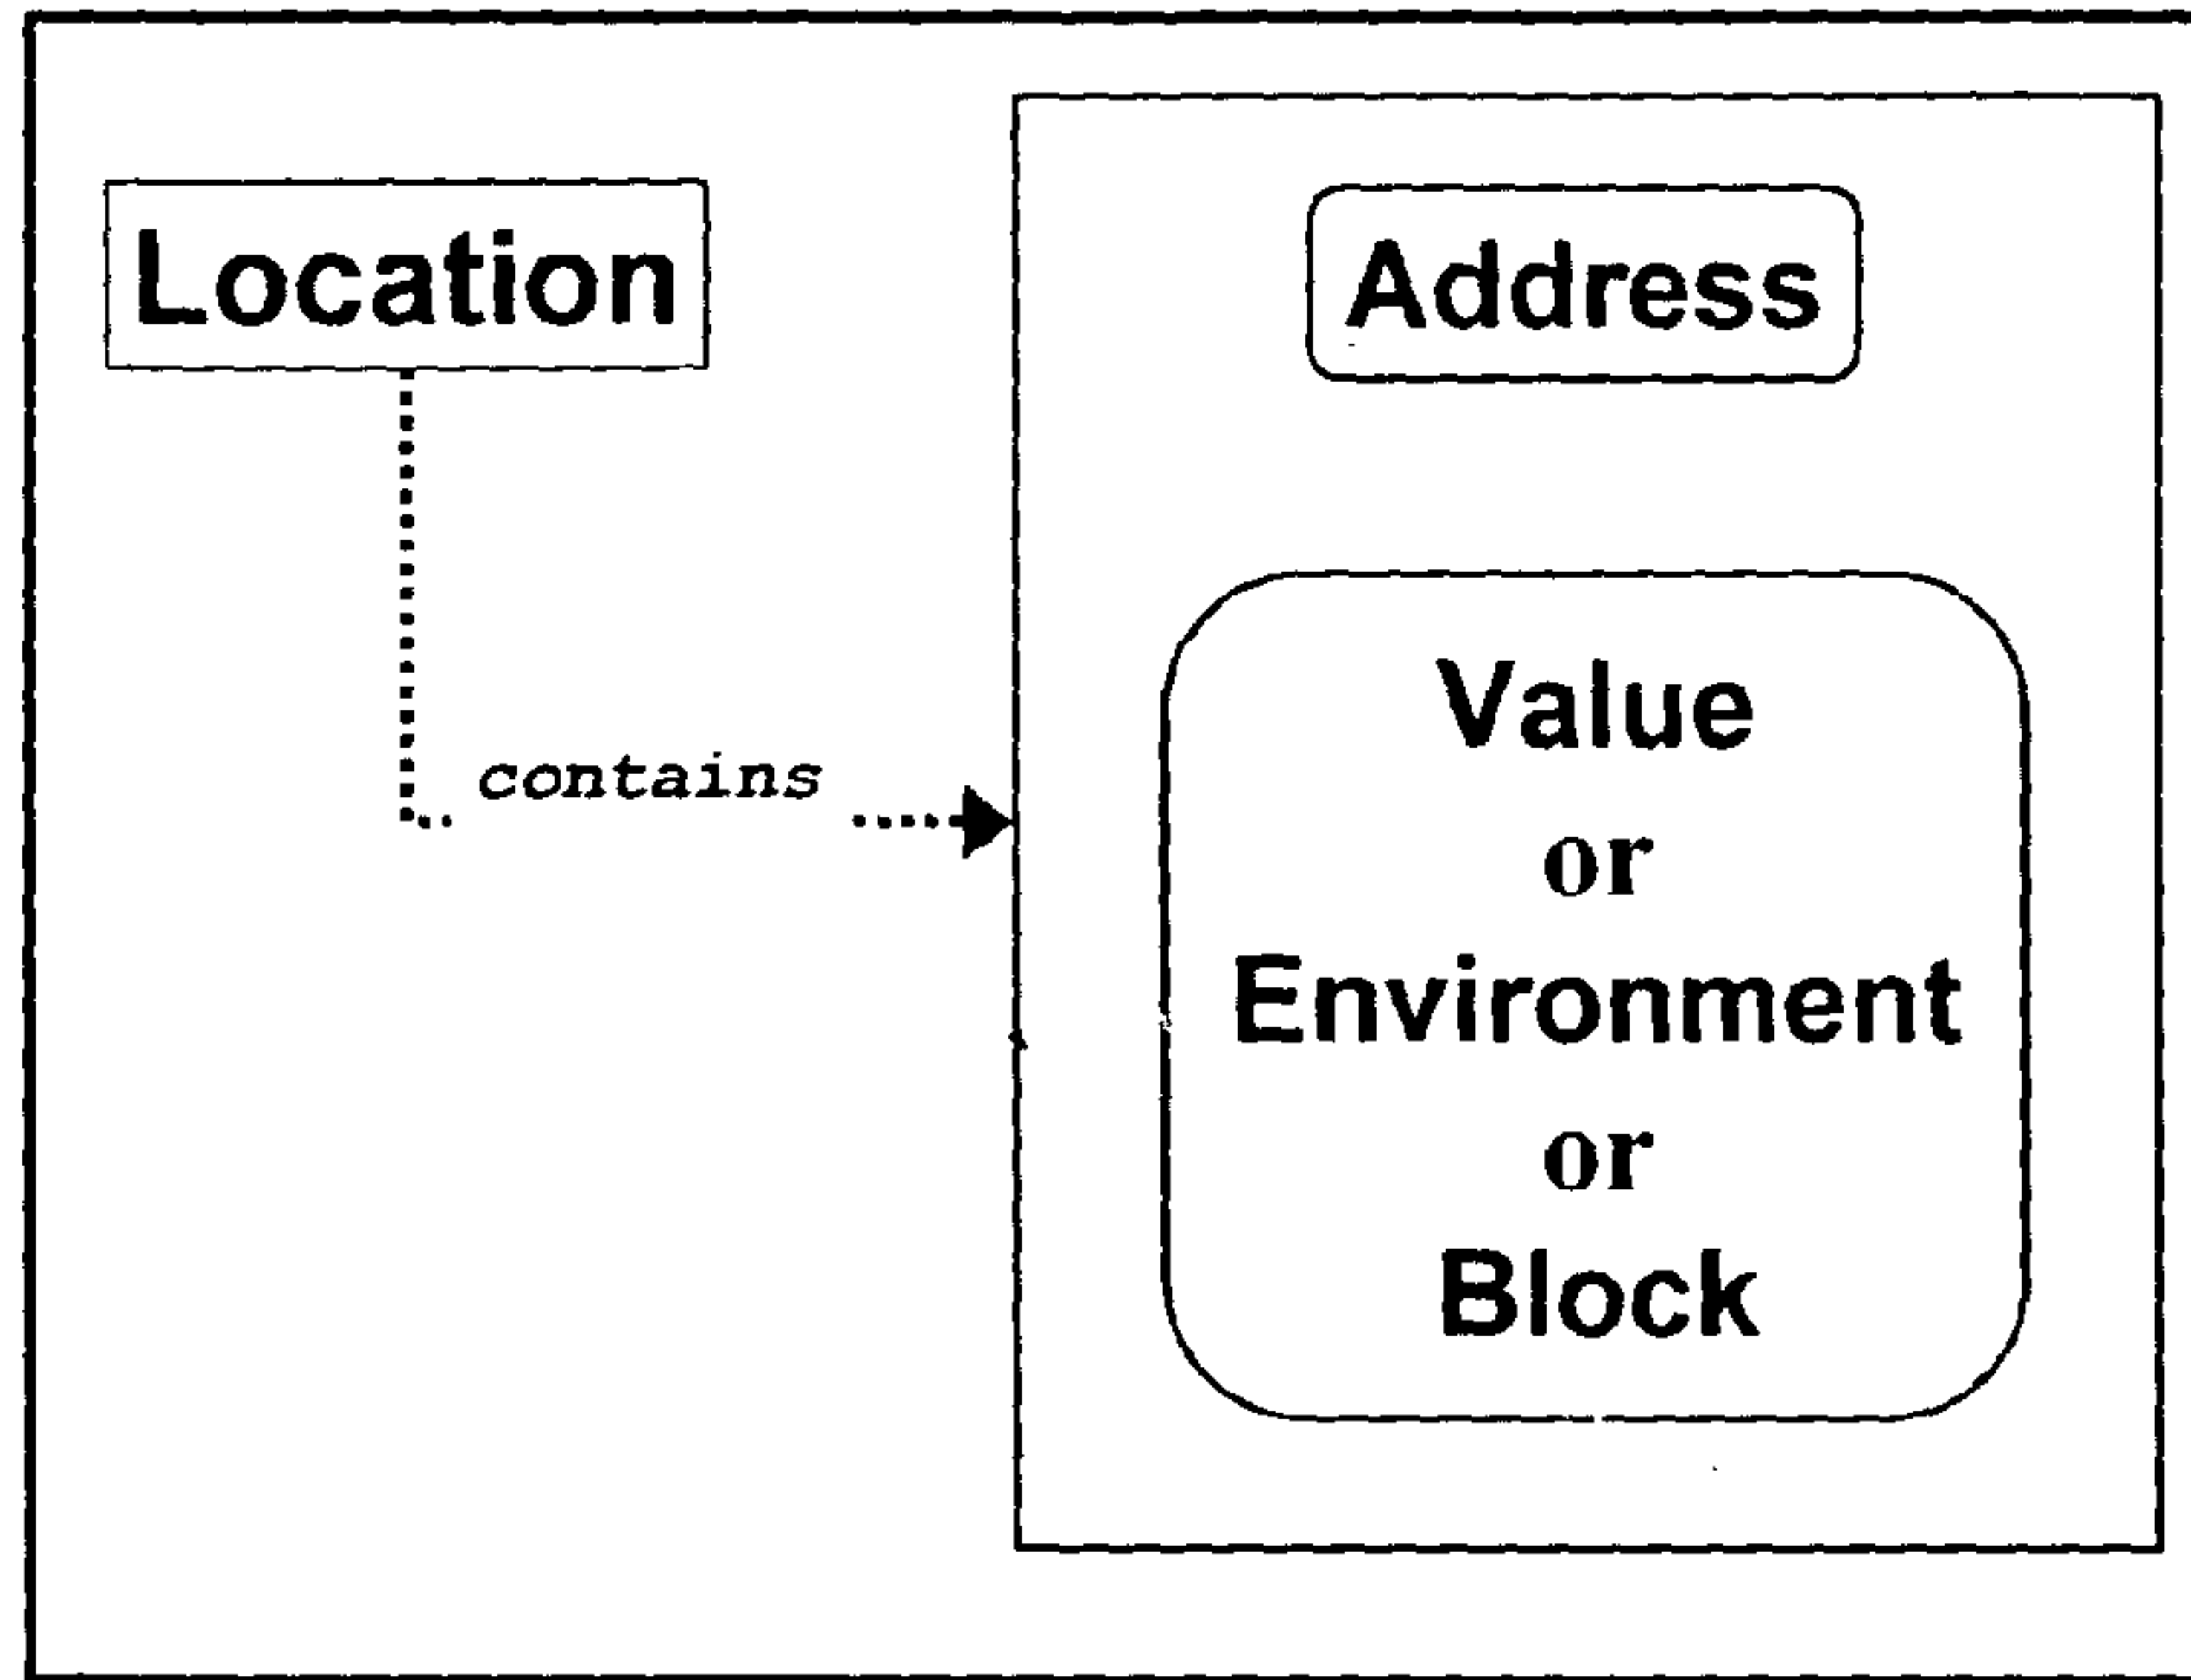 Location
Address
contains
Value
or
Environment
or
Block